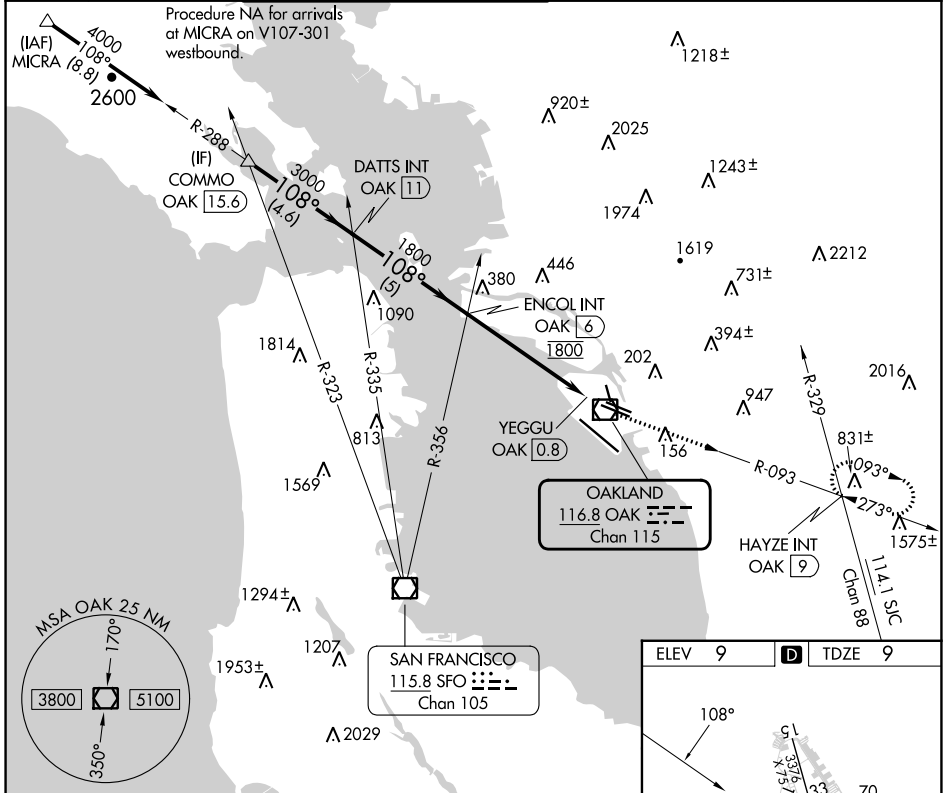 Procedure NA for arrivals
at MICRA on V107-301
westbound.
(IAF)
MICRA
4000
108°
(8.8)
2600
R-288
(IF)
COMMO
OAK 15.6
3000
108°
(4.6)
DATTS INT
OAK 11
1800
108°
(5)
ENCOL INT
OAK 6
1800
YEGGU
OAK 0.8
1218±
920±
2025
1243±
1974
1619
2212
731±
446
380
394±
202
2016
947
156
1090
1814
813
1569
R-323
R-335
R-356
R-329
R-093
831±
093°
273°
1575±
HAYZE INT
OAK 9
114.1 SJC
Chan 88
OAKLAND
116.8 OAK
Chan 115
SAN FRANCISCO
115.8 SFO
Chan 105
1294±
1207
1953±
2029
MSA OAK 25 NM
170°
3800
5100
350°
ELEV 9
D
TDZE 9
108°
15
3376
X 75
33
70